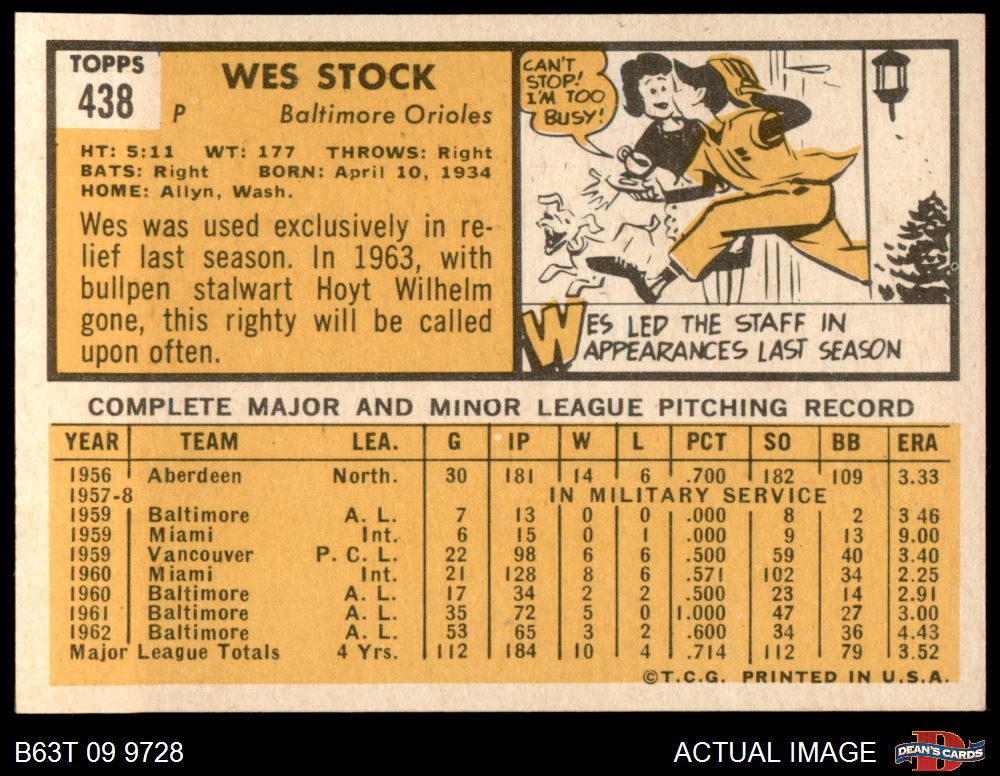 TOPPS
438
WES STOCK
P Baltimore Orioles
HT: 5:11 WT: 177 THROWS: Right
BATS: Right BORN: April 10, 1934
HOME: Allyn, Wash.
Wes was used exclusively in re-
lief last season. In 1963, with
bullpen stalwart Hoyt Wilhelm
gone, this righty will be called
upon often.
CAN'T
STOP!
I'M TOO
BUSY!
WES LED THE STAFF IN
APPEARANCES LAST SEASON
COMPLETE MAJOR AND MINOR LEAGUE PITCHING RECORD
YEAR TEAM LEA. G IP W L PCT SO BB ERA
1956 Aberdeen North. 30 181 14 6 .700 182 109 3.33
1957-8 IN MILITARY SERVICE
1959 Baltimore A. L. 7 13 0 0 .000 8 2 3 46
1959 Miami Int. 6 15 0 1 .000 9 13 9.00
1959 Vancouver P. C. L. 22 98 6 6 .500 59 40 3.40
1960 Miami Int. 21 128 8 6 .571 102 34 2.25
1960 Baltimore A. L. 17 34 2 2 .500 23 14 2.91
1961 Baltimore A. L. 35 72 5 0 1.000 47 27 3.00
1962 Baltimore A. L. 53 65 3 2 .600 34 36 4.43
Major League Totals 4 Yrs. 112 184 10 4 .714 112 79 3.52
©T.C.G. PRINTED IN U.S.A.
B63T 09 9728 ACTUAL IMAGE DEAN'S CARDS